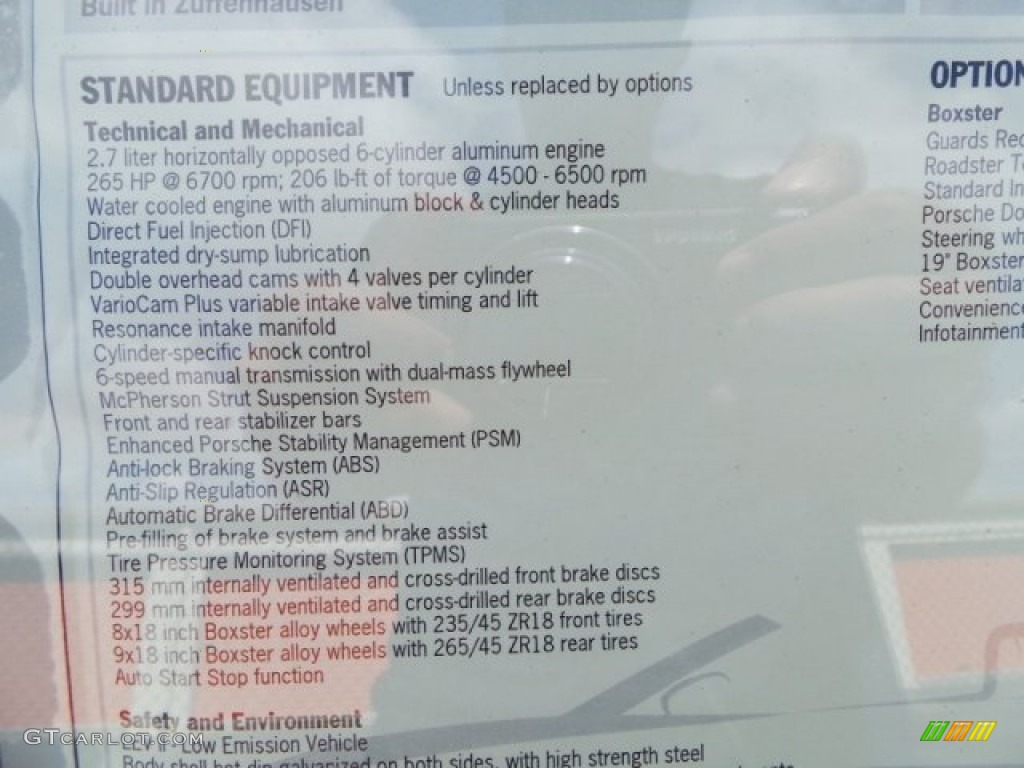 Built in Zuffenhausen
STANDARD EQUIPMENT Unless replaced by options
Technical and Mechanical
2.7 liter horizontally opposed 6-cylinder aluminum engine
265 HP @ 6700 rpm; 206 lb-ft of torque @ 4500 - 6500 rpm
Water cooled engine with aluminum block & cylinder heads
Direct Fuel Injection (DFI)
Integrated dry-sump lubrication
Double overhead cams with 4 valves per cylinder
VarioCam Plus variable intake valve timing and lift
Resonance intake manifold
Cylinder-specific knock control
6-speed manual transmission with dual-mass flywheel
McPherson Strut Suspension System
Front and rear stabilizer bars
Enhanced Porsche Stability Management (PSM)
Anti-lock Braking System (ABS)
Anti-Slip Regulation (ASR)
Automatic Brake Differential (ABD)
Pre-filling of brake system and brake assist
Tire Pressure Monitoring System (TPMS)
315 mm internally ventilated and cross-drilled front brake discs
299 mm internally ventilated and cross-drilled rear brake discs
8x18 inch Boxster alloy wheels with 235/45 ZR18 front tires
9x18 inch Boxster alloy wheels with 265/45 ZR18 rear tires
Auto Start Stop function
Safety and Environment
Low Emission Vehicle
Body shell hot dip galvanized on both sides, with high strength steel
OPTION
Boxster
Guards Red
Roadster T
Standard In
Porsche Do
Steering wh
19" Boxster
Seat ventila
Convenience
Infotainment
GTCARLOT.COM